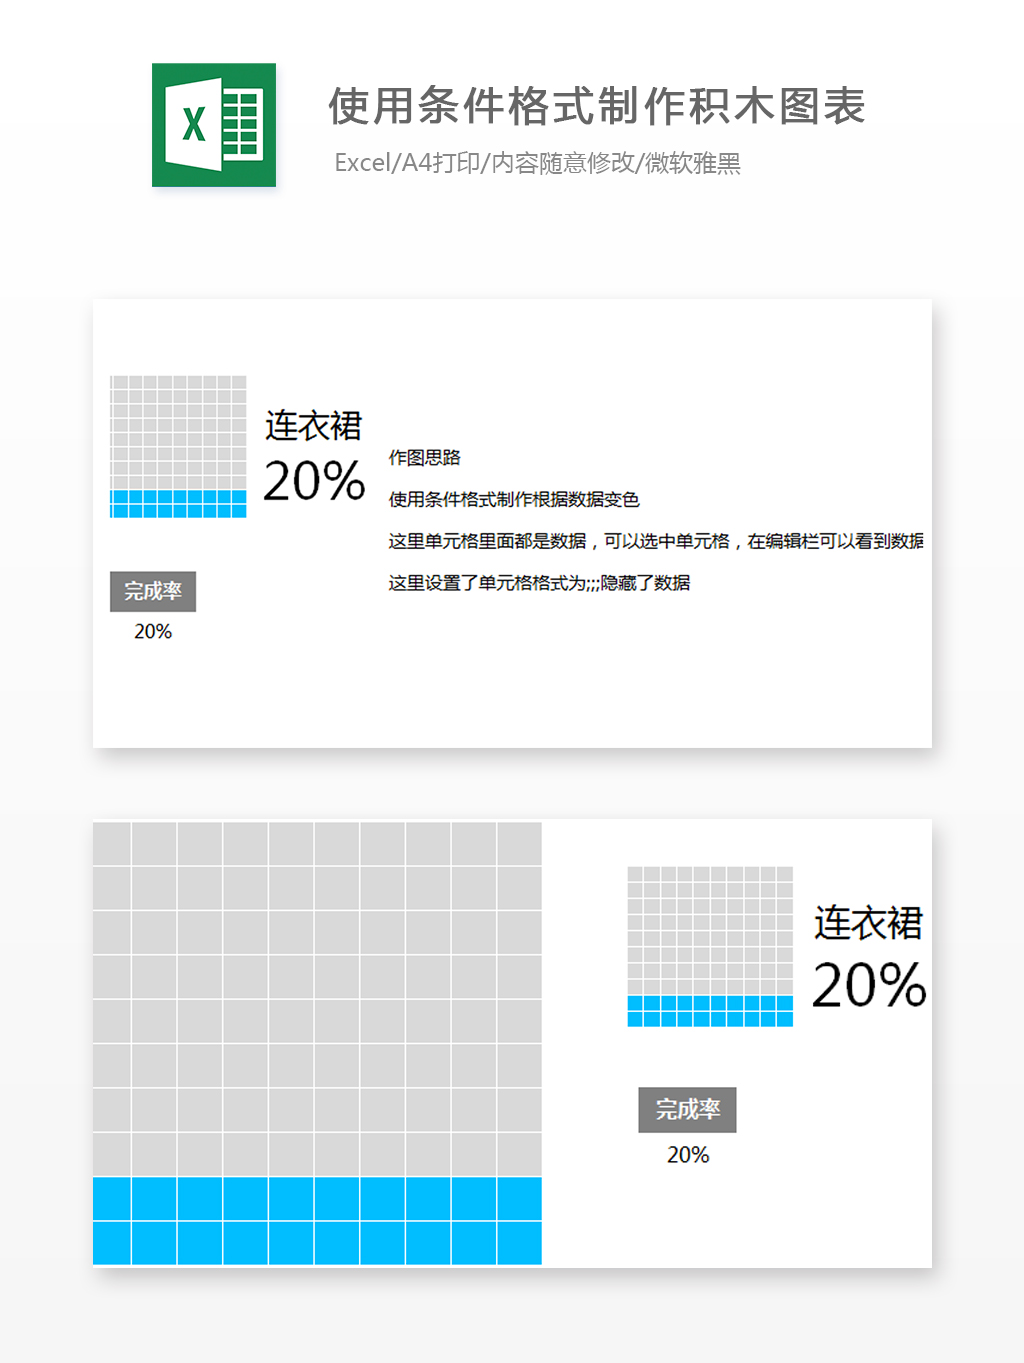 X
使用条件格式制作积木图表
Excel/A4打印/内容随意修改/微软雅黑
连衣裙
20%
作图思路
使用条件格式制作根据数据变色
这里单元格里面都是数据，可以选中单元格，在编辑栏可以看到数据
这里设置了单元格格式为;;;隐藏了数据
完成率
20%
连衣裙
20%
完成率
20%